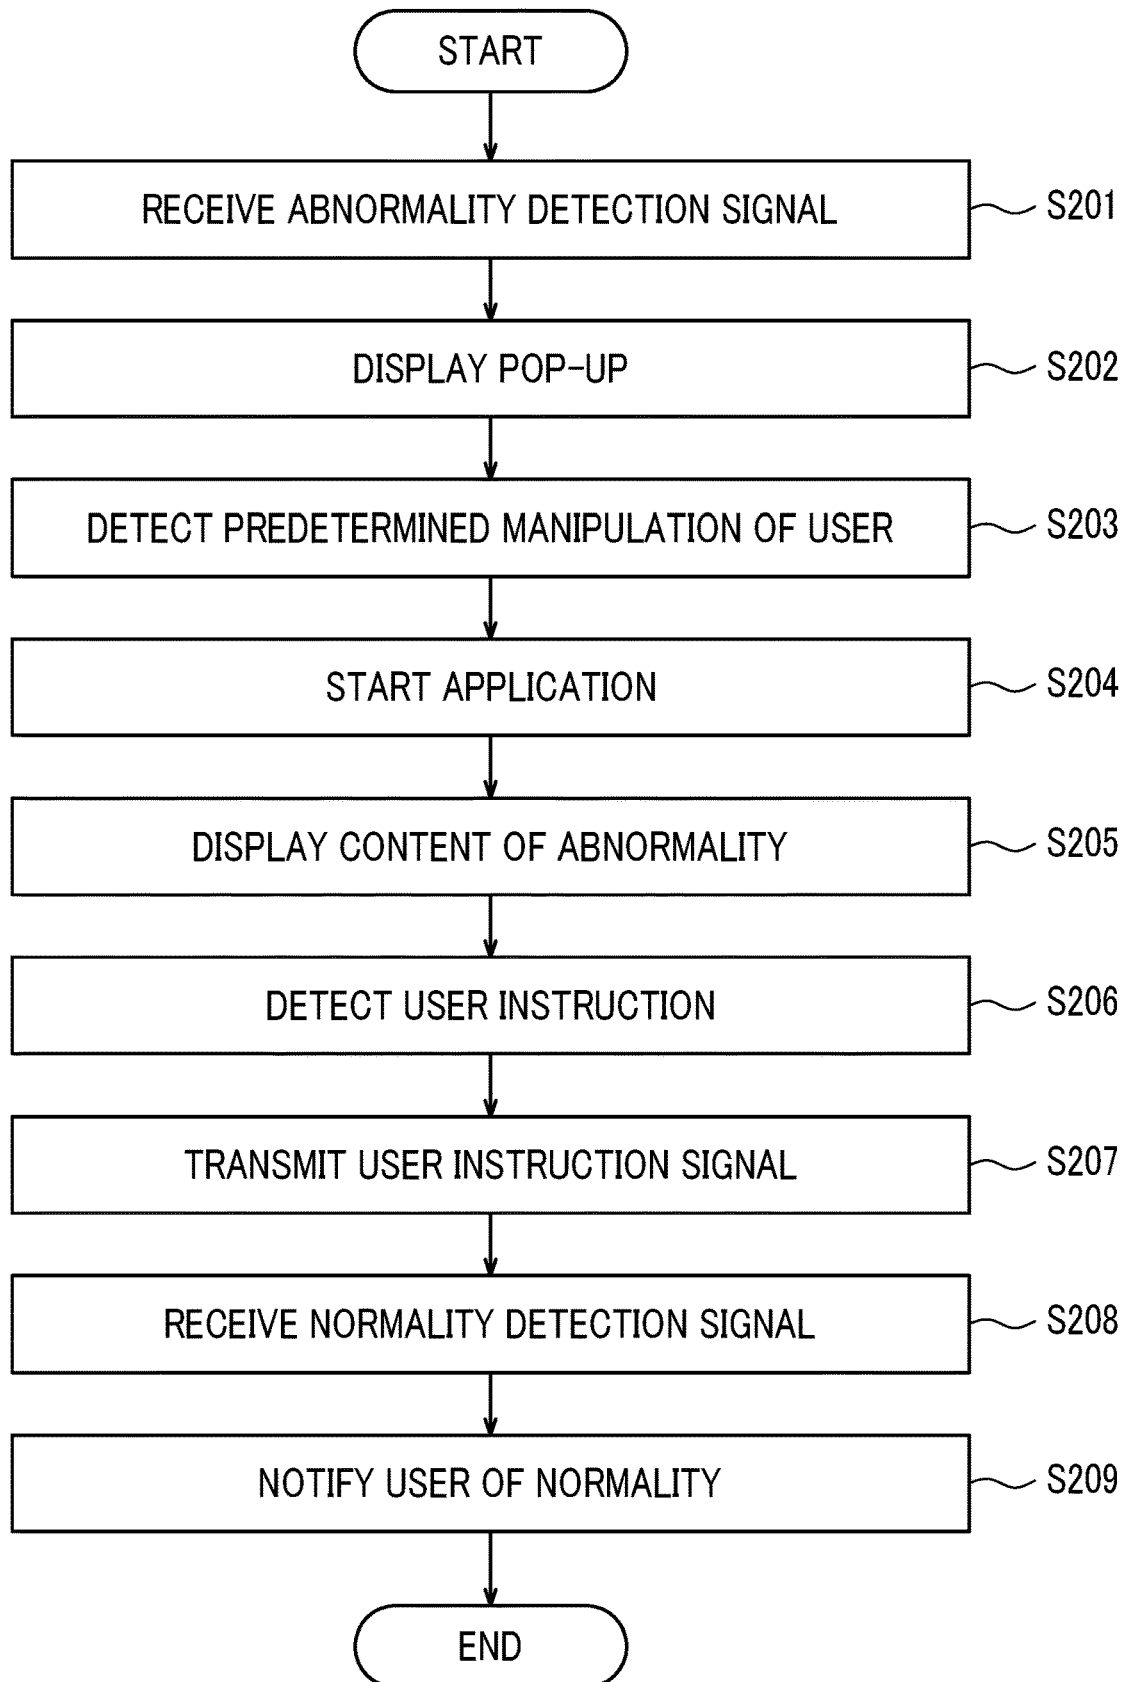 START
RECEIVE ABNORMALITY DETECTION SIGNAL S201
DISPLAY POP-UP S202
DETECT PREDETERMINED MANIPULATION OF USER S203
START APPLICATION S204
DISPLAY CONTENT OF ABNORMALITY S205
DETECT USER INSTRUCTION S206
TRANSMIT USER INSTRUCTION SIGNAL S207
RECEIVE NORMALITY DETECTION SIGNAL S208
NOTIFY USER OF NORMALITY S209
END